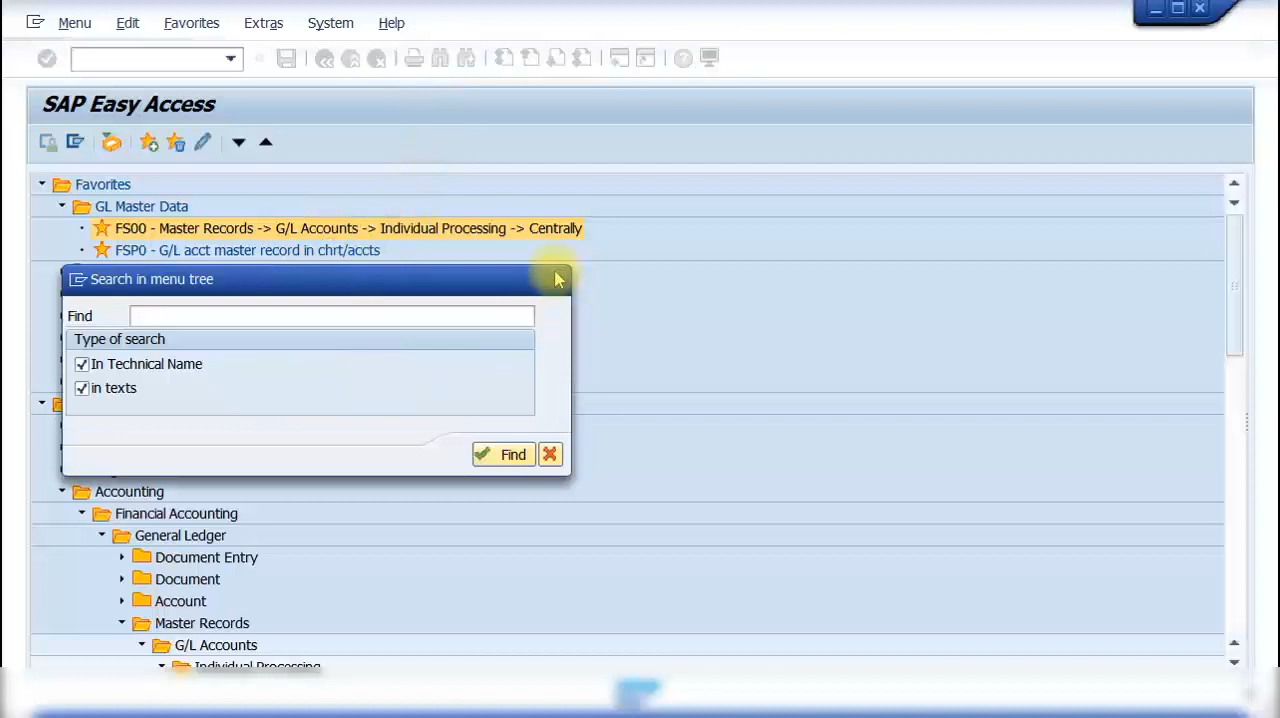 Menu Edit Favorites Extras System Help
SAP Easy Access
Favorites
GL Master Data
FS00 - Master Records -> G/L Accounts -> Individual Processing -> Centrally
FSP0 - G/L acct master record in chrt/accts
Search in menu tree
Find
Type of search
In Technical Name
in texts
Find
Accounting
Financial Accounting
General Ledger
Document Entry
Document
Account
Master Records
G/L Accounts
Individual Processing